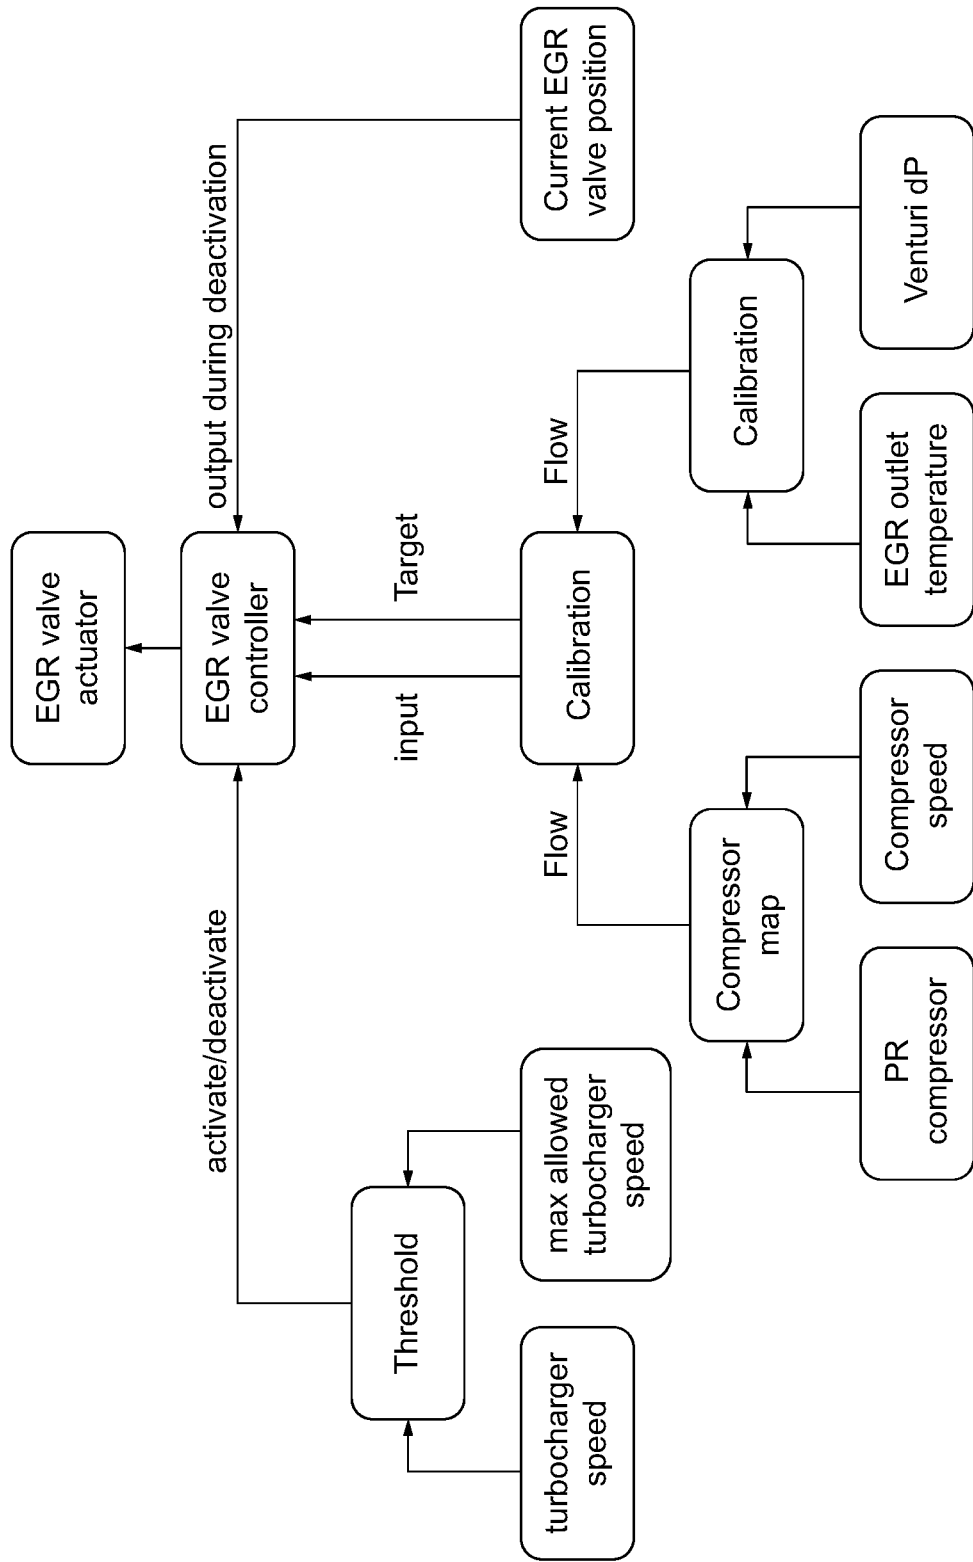 EGR valve
actuator
activate/deactivate
EGR valve
controller
output during deactivation
Threshold
input
Target
turbocharger
speed
max allowed
turbocharger
speed
Flow
Calibration
Flow
Current EGR
valve position
Compressor
map
Calibration
PR
compressor
Compressor
speed
EGR outlet
temperature
Venturi dP